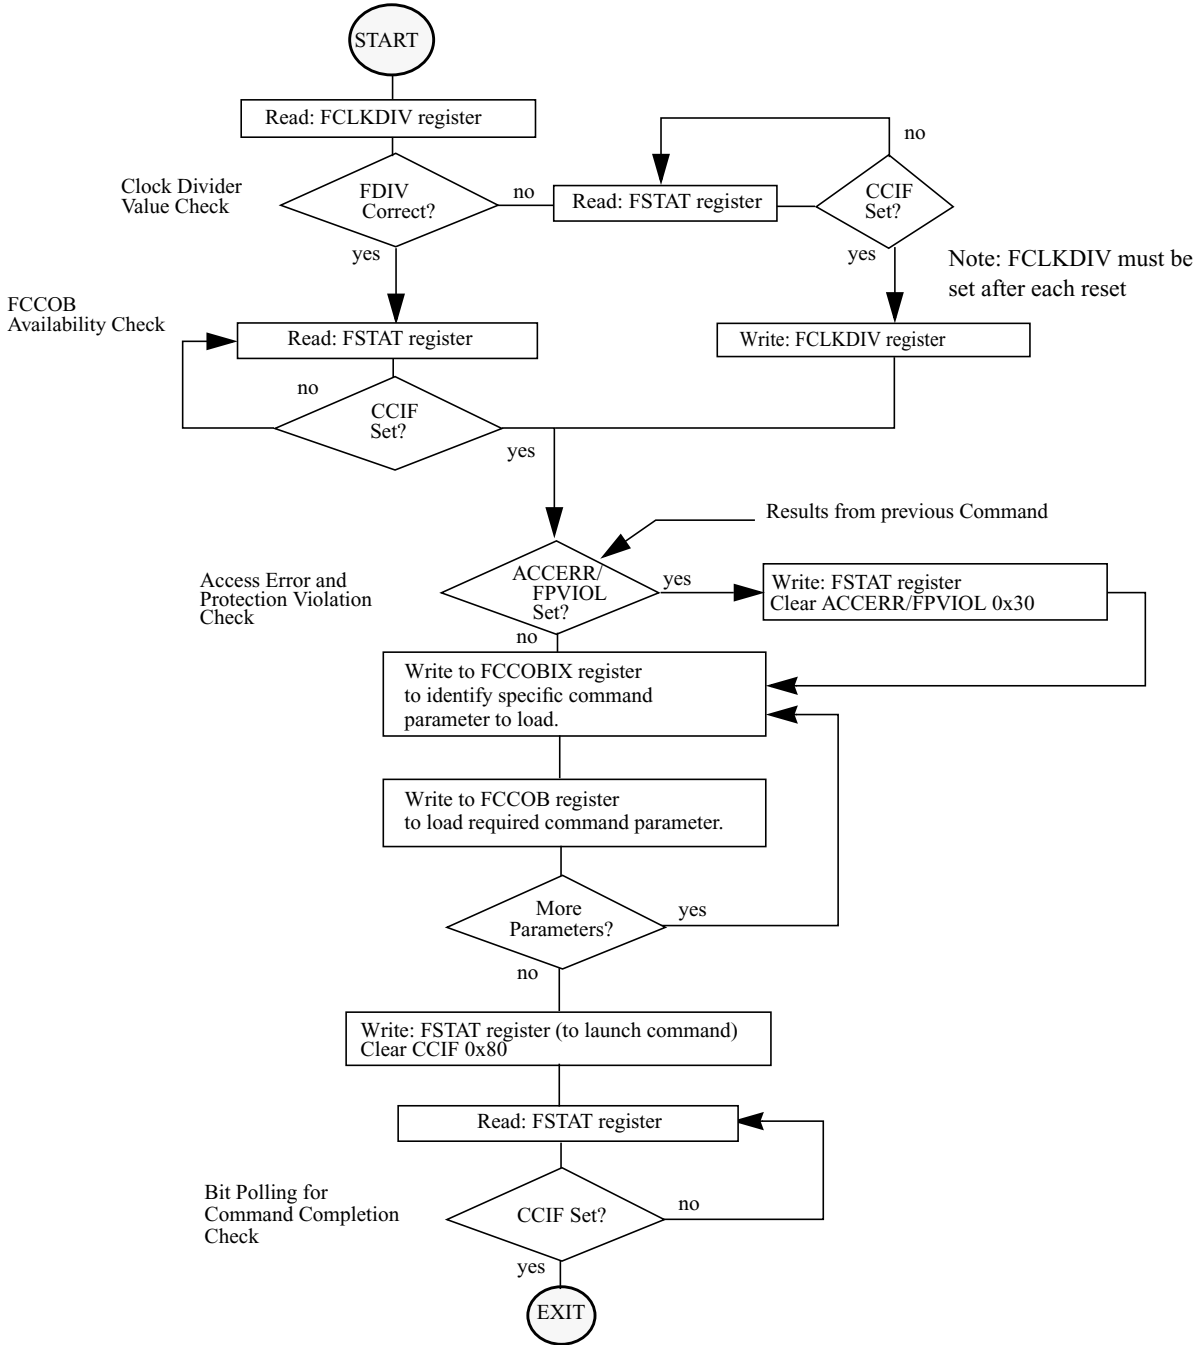 START
Read: FCLKDIV register
no
Clock Divider
Value Check
FDIV
Correct?
no
Read: FSTAT register
CCIF
Set?
yes
yes
Note: FCLKDIV must be
set after each reset
FCCOB
Availability Check
Read: FSTAT register
Write: FCLKDIV register
no
CCIF
Set?
yes
Results from previous Command
Access Error and
Protection Violation
Check
ACCERR/
FPVIOL
Set?
yes
Write: FSTAT register
Clear ACCERR/FPVIOL 0x30
no
Write to FCCOBIX register
to identify specific command
parameter to load.
Write to FCCOB register
to load required command parameter.
More
Parameters?
yes
no
Write: FSTAT register (to launch command)
Clear CCIF 0x80
Read: FSTAT register
Bit Polling for
Command Completion
Check
CCIF Set?
no
yes
EXIT